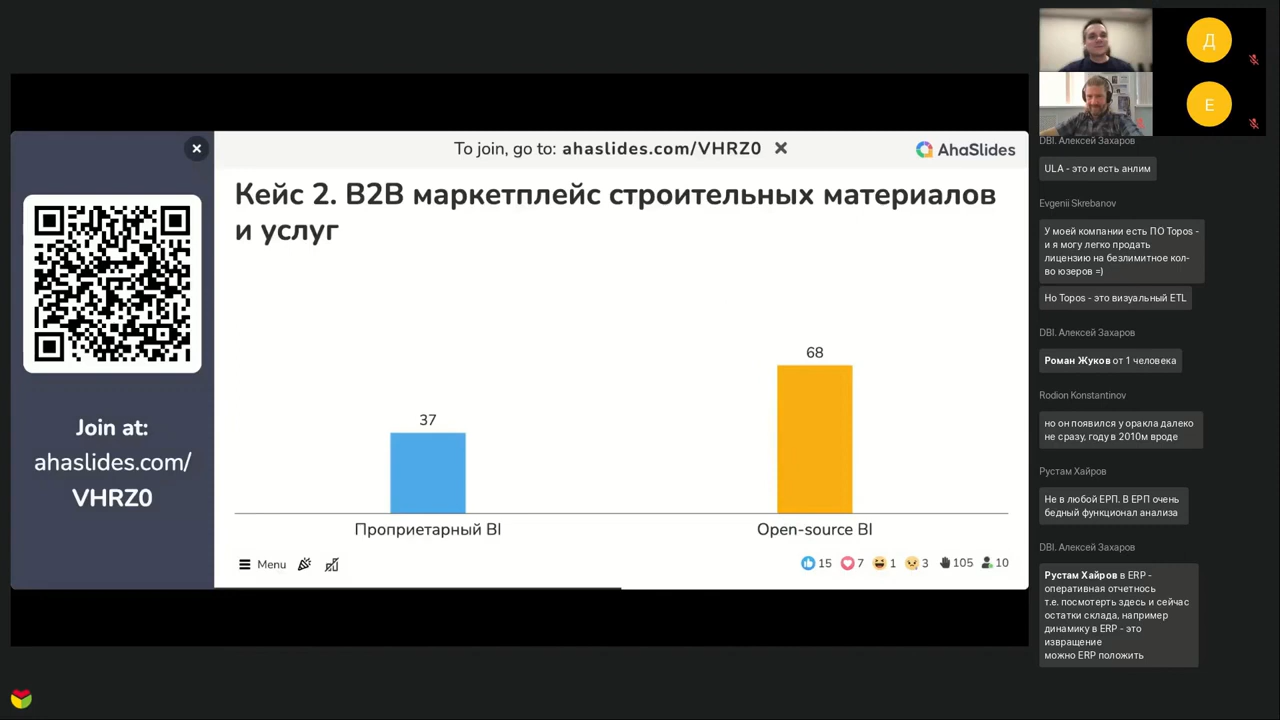 To join, go to: ahaslides.com/VHRZ0
AhaSlides
Кейс 2. B2B маркетплейс строительных материалов
и услуг
Join at:
ahaslides.com/
VHRZ0
37
68
Проприетарный BI
Open-source BI
Menu
15
7
1
3
105
10
Д
Е
DBI. Алексей Захаров
ULA - это и есть анлим
Evgenii Skrebanov
У моей компании есть ПО Topos -
и я могу легко продать
лицензию на безлимитное кол-
во юзеров =)
Но Topos - это визуальный ETL
DBI. Алексей Захаров
Роман Жуков от 1 человека
Rodion Konstantinov
но он появился у оракла далеко
не сразу, году в 2010м вроде
Рустам Хайров
Не в любой ЕРП. В ЕРП очень
бедный функционал анализа
DBI. Алексей Захаров
Рустам Хайров в ERP -
оперативная отчетнось
т.е. посмотерть здесь и сейчас
остатки склада, например
динамику в ERP - это
извращение
можно ERP положить